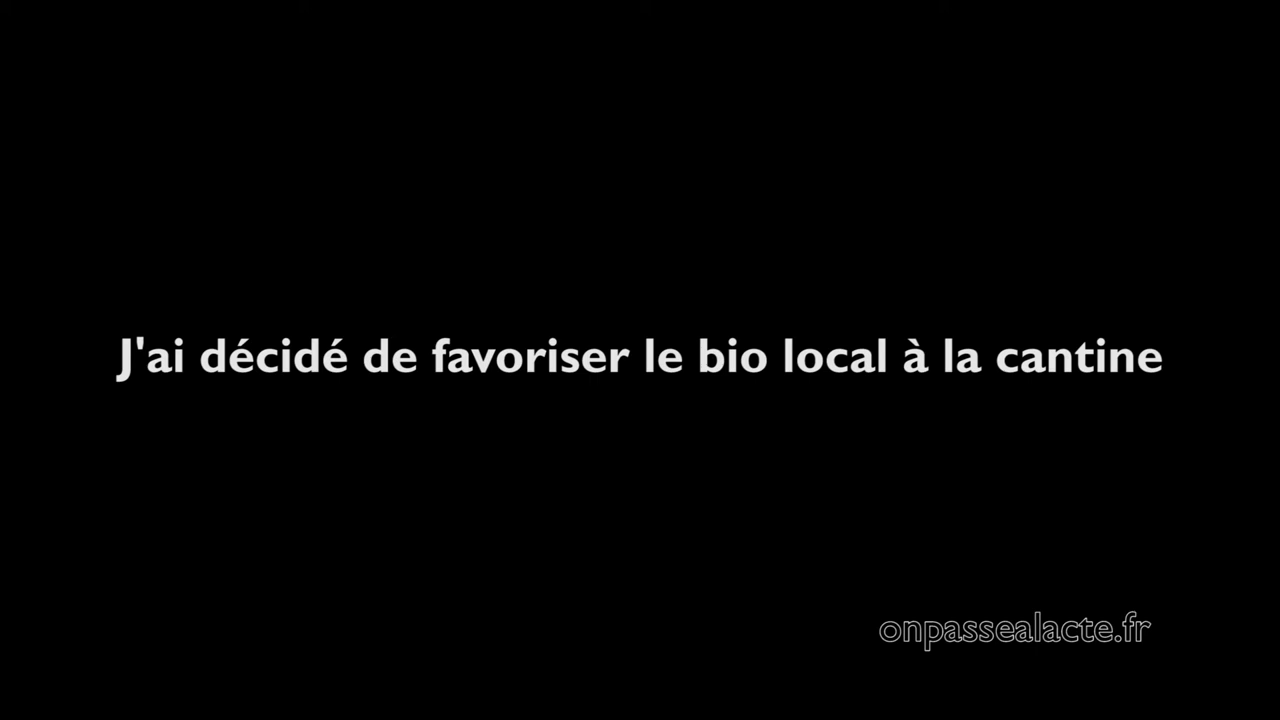 J'ai décidé de favoriser le bio local à la cantine
onpassealacte.fr